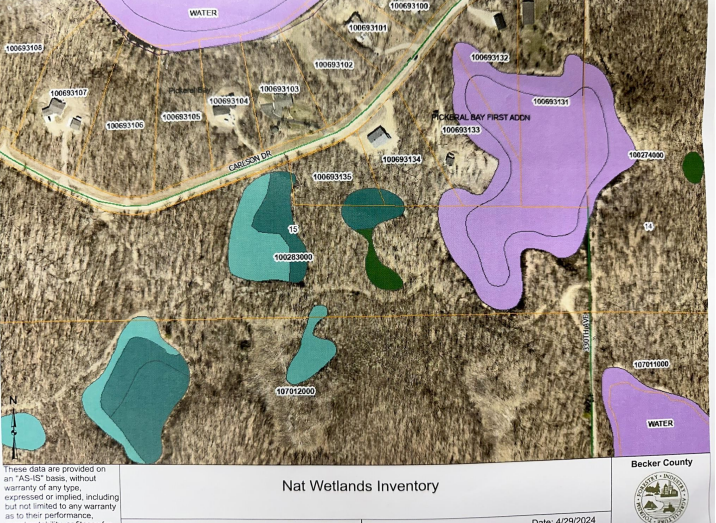 WATER
100693100
100693101
100693108
100693132
100693102
100693107
Pickerel Bay
100693103
100693104
100693131
100693105
100693106
PICKERAL BAY FIRST ADDN
100693133
CARLSON DR
100693134
100274000
100693135
15
14
100283000
107011000
107012000
WATER
N
These data are provided on
an "AS-IS" basis, without
warranty of any type,
expressed or implied, including
but not limited to any warranty
as to their performance,
Nat Wetlands Inventory
Date: 4/29/2024
Becker County